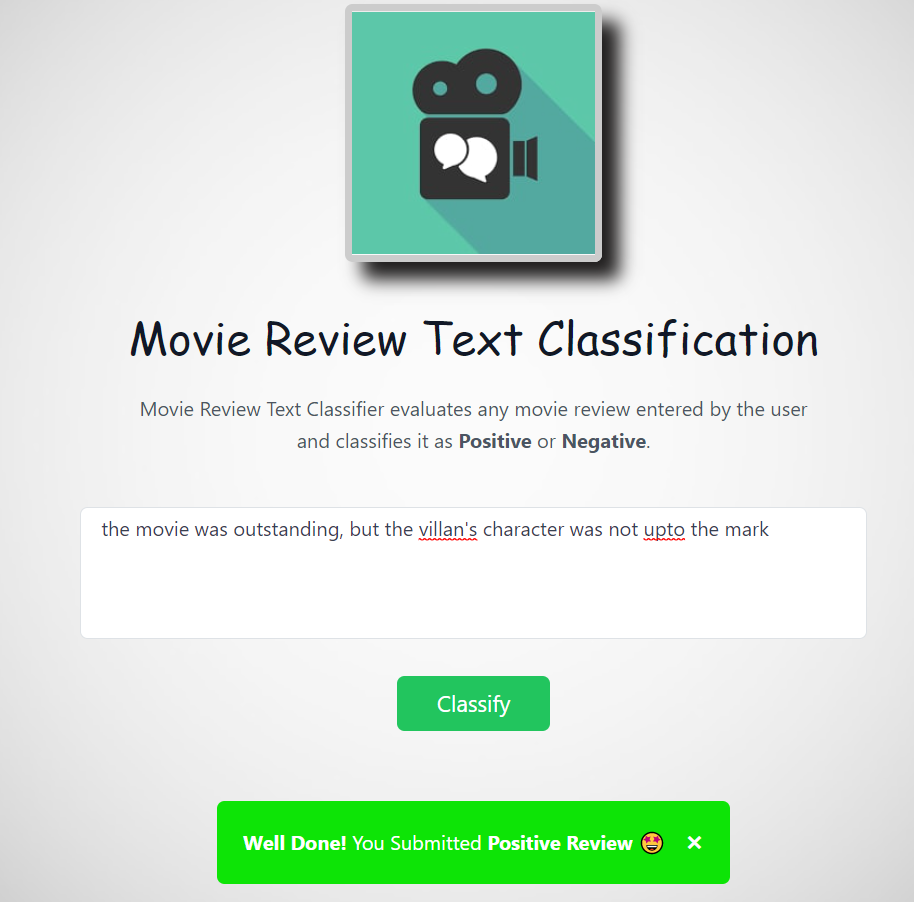 Movie Review Text Classification
Movie Review Text Classifier evaluates any movie review entered by the user
and classifies it as Positive or Negative.
the movie was outstanding, but the villan's character was not upto the mark
Classify
Well Done! You Submitted Positive Review 🤩 ×